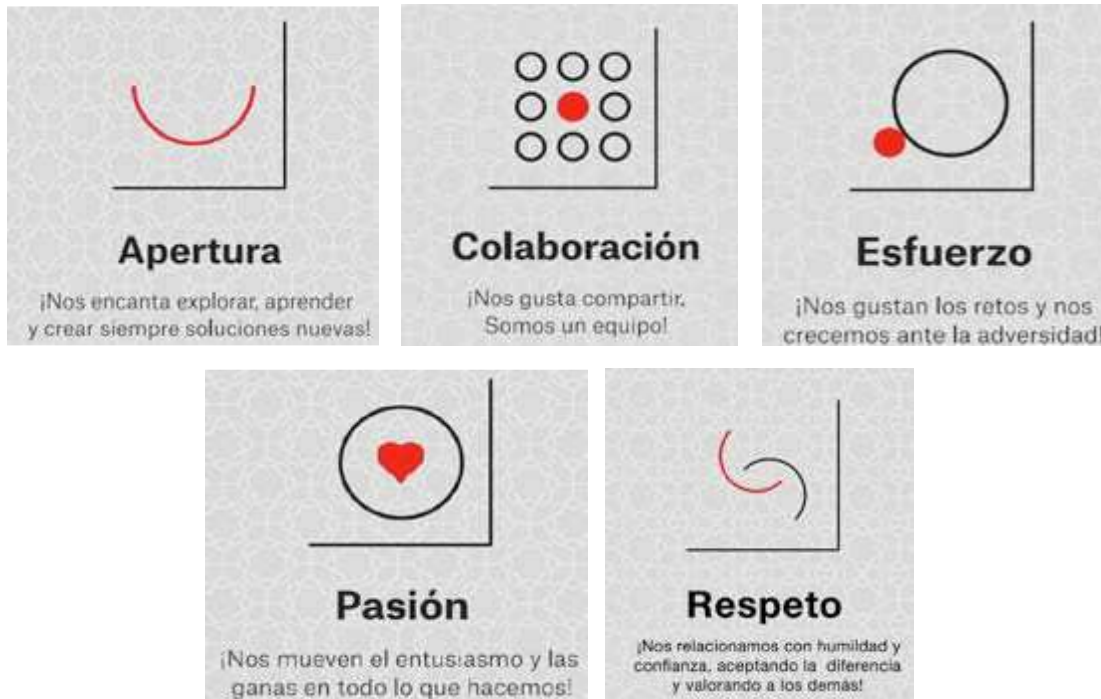 Apertura
¡Nos encanta explorar, aprender
y crear siempre soluciones nuevas!
Colaboración
¡Nos gusta compartir.
Somos un equipo!
Esfuerzo
¡Nos gustan los retos y nos
crecemos ante la adversidad!
Pasión
¡Nos mueven el entusiasmo y las
ganas en todo lo que hacemos!
Respeto
¡Nos relacionamos con humildad y
confianza, aceptando la diferencia
y valorando a los demás!